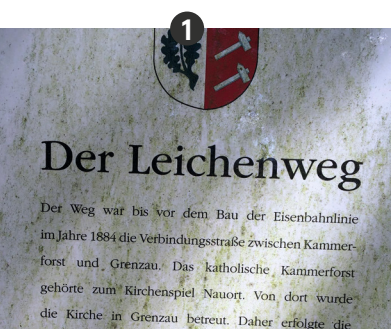 1
Der Leichenweg
Der Weg war bis vor dem Bau der Eisenbahnlinie
im Jahre 1884 die Verbindungsstraße zwischen Kammer-
forst und Grenzau. Das katholische Kammerforst
gehörte zum Kirchenspiel Nauort. Von dort wurde
die Kirche in Grenzau betreut. Daher erfolgte die